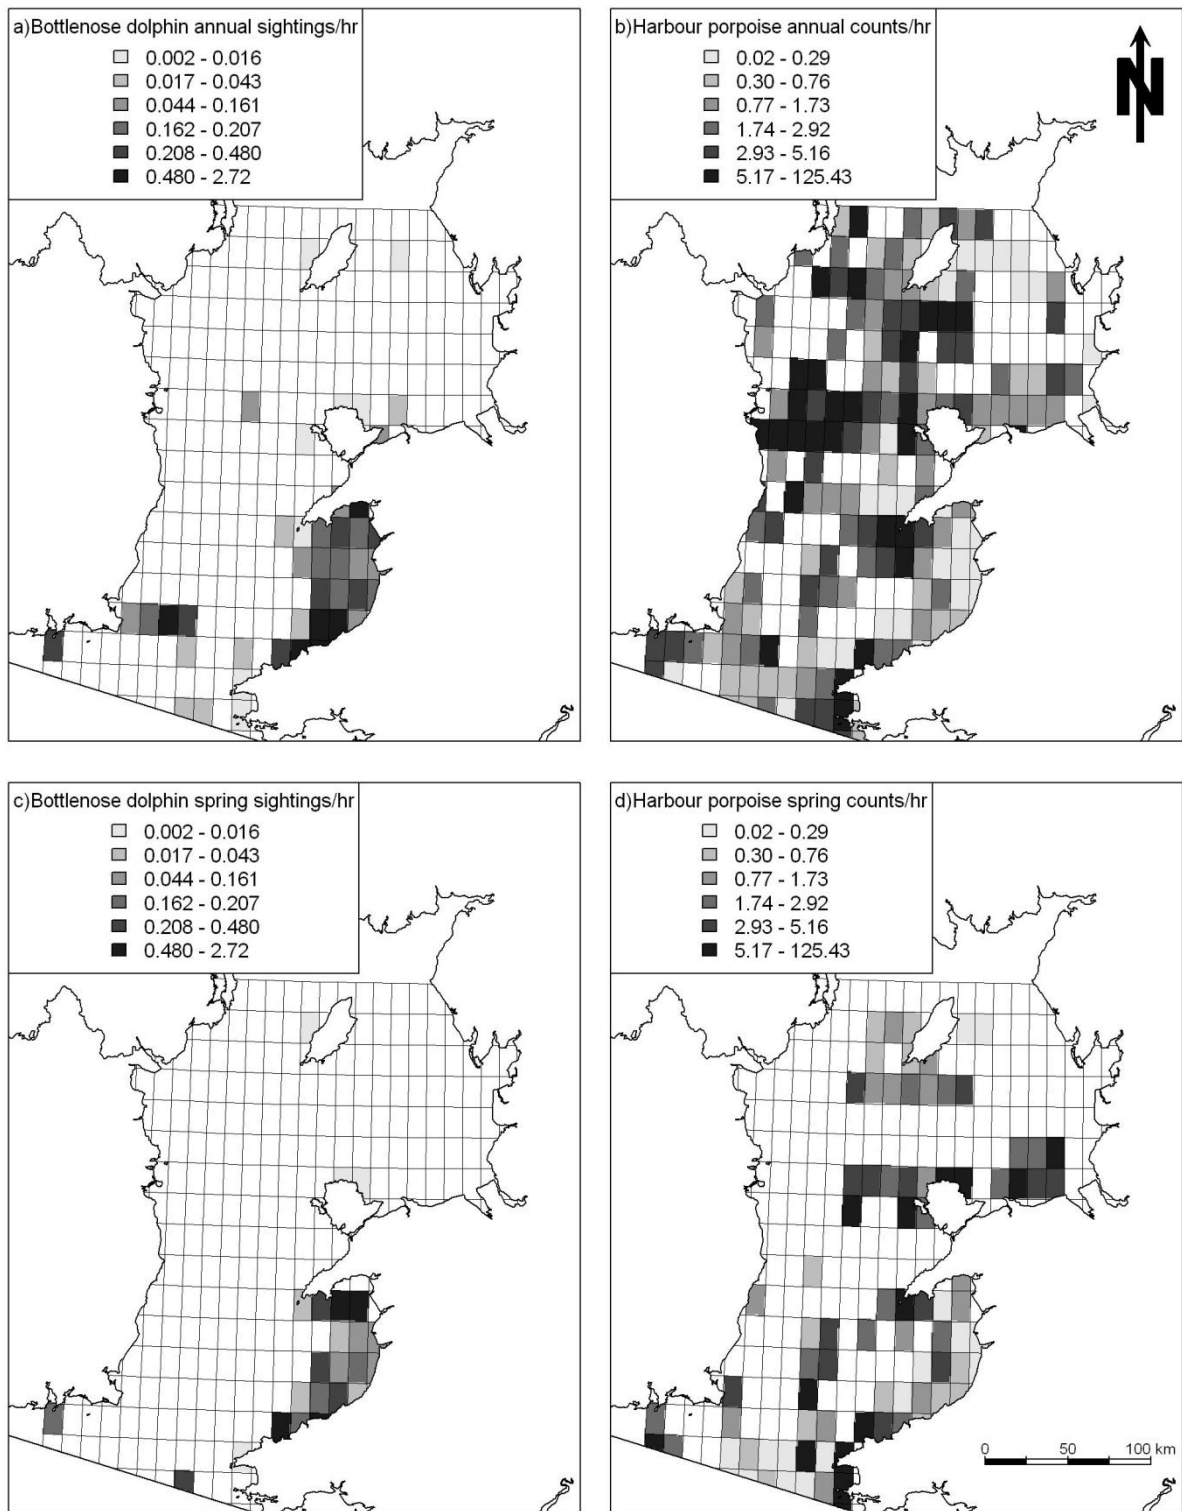 a)Bottlenose dolphin annual sightings/hr
0.002 - 0.016
0.017 - 0.043
0.044 - 0.161
0.162 - 0.207
0.208 - 0.480
0.480 - 2.72
b)Harbour porpoise annual counts/hr
0.02 - 0.29
0.30 - 0.76
0.77 - 1.73
1.74 - 2.92
2.93 - 5.16
5.17 - 125.43
N
c)Bottlenose dolphin spring sightings/hr
0.002 - 0.016
0.017 - 0.043
0.044 - 0.161
0.162 - 0.207
0.208 - 0.480
0.480 - 2.72
d)Harbour porpoise spring counts/hr
0.02 - 0.29
0.30 - 0.76
0.77 - 1.73
1.74 - 2.92
2.93 - 5.16
5.17 - 125.43
0 50 100 km